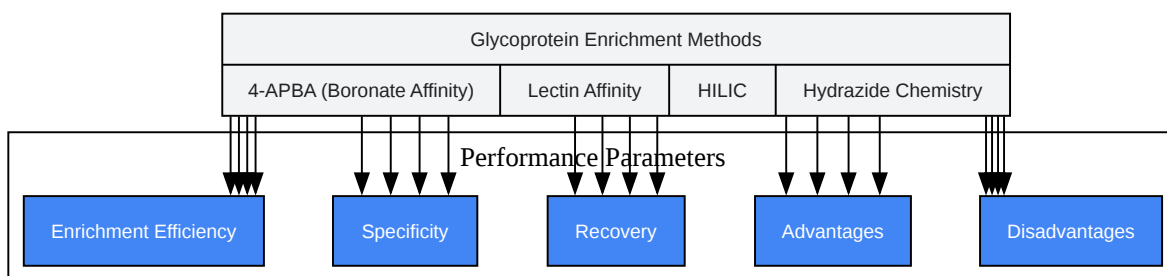 Glycoprotein Enrichment Methods
4-APBA (Boronate Affinity) Lectin Affinity HILIC Hydrazide Chemistry
Performance Parameters
Enrichment Efficiency Specificity Recovery Advantages Disadvantages